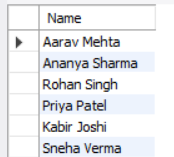 Name
Aarav Mehta
Ananya Sharma
Rohan Singh
Priya Patel
Kabir Joshi
Sneha Verma